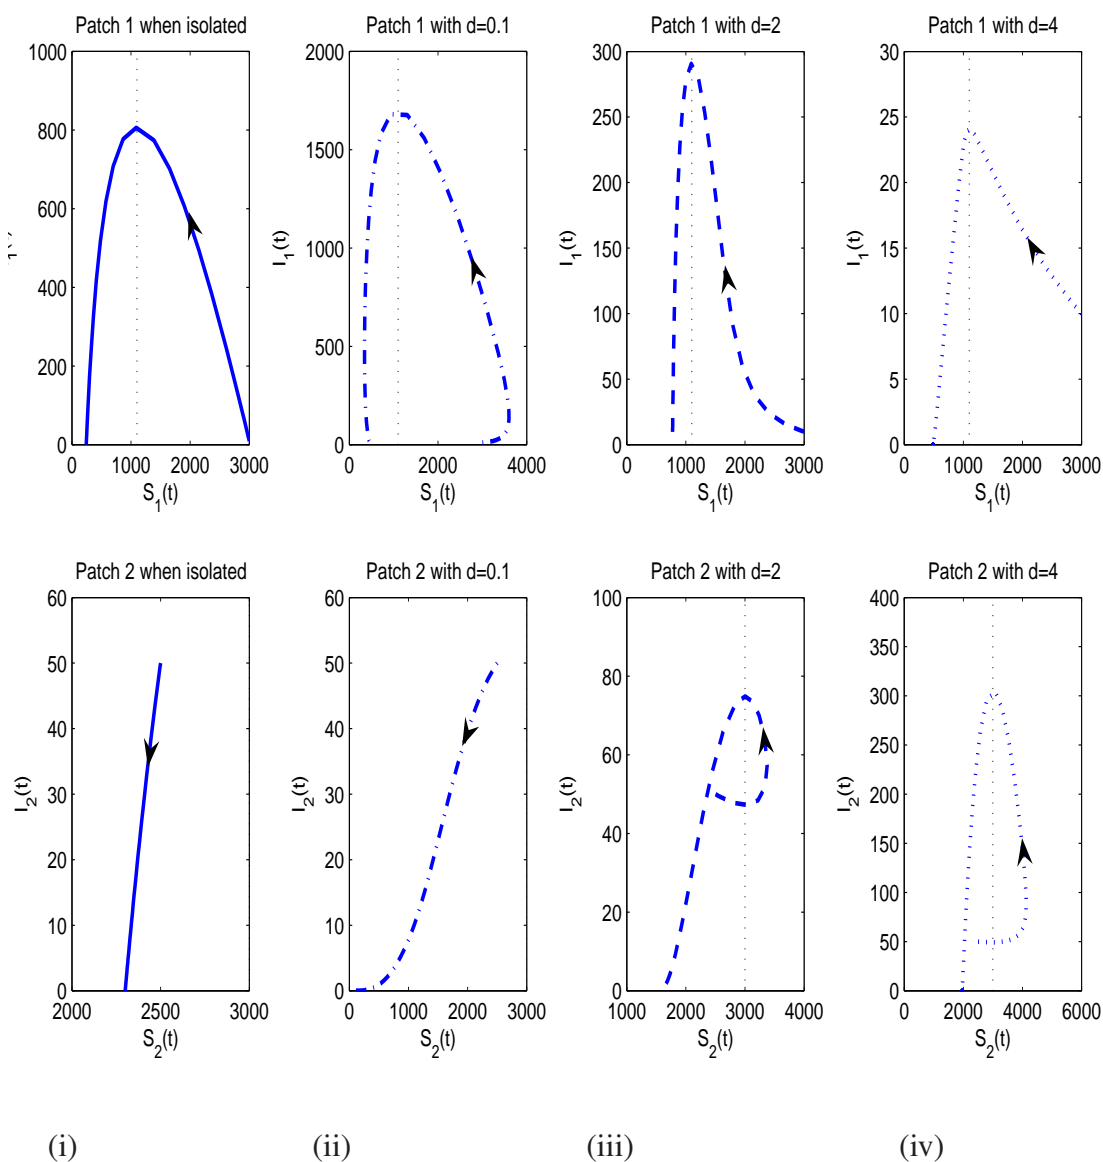 Patch 1 when isolated
1000
800
600
400
200
0
0 1000 2000 3000
S₁(t)
Patch 1 with d=0.1
I₁(t)
2000
1500
1000
500
0
0 2000 4000
S₁(t)
Patch 1 with d=2
I₁(t)
300
250
200
150
100
50
0
0 1000 2000 3000
S₁(t)
Patch 1 with d=4
I₁(t)
30
25
20
15
10
5
0
0 1000 2000 3000
S₁(t)
Patch 2 when isolated
I₂(t)
60
50
40
30
20
10
0
2000 2500 3000
S₂(t)
Patch 2 with d=0.1
I₂(t)
60
50
40
30
20
10
0
0 1000 2000 3000
S₂(t)
Patch 2 with d=2
I₂(t)
100
80
60
40
20
0
1000 2000 3000 4000
S₂(t)
Patch 2 with d=4
I₂(t)
400
350
300
250
200
150
100
50
0
0 2000 4000 6000
S₂(t)
(i) (ii) (iii) (iv)